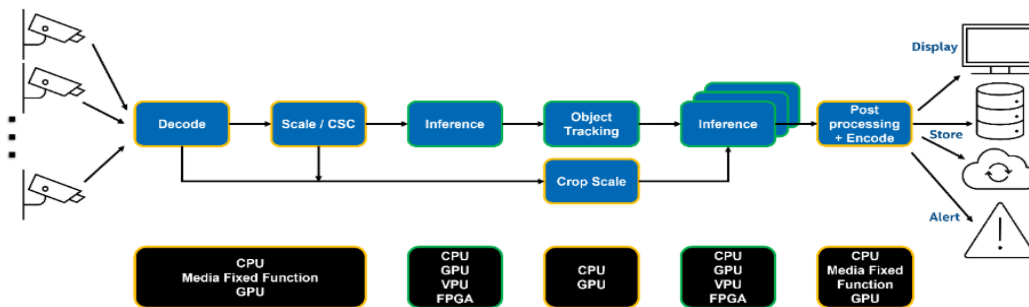 Display
Decode
Scale / CSC
Inference
Object
Tracking
Inference
Post
processing
+ Encode
Store
Crop Scale
Alert
CPU
Media Fixed Function
GPU
CPU
GPU
VPU
FPGA
CPU
GPU
CPU
GPU
VPU
FPGA
CPU
Media Fixed
Function
GPU